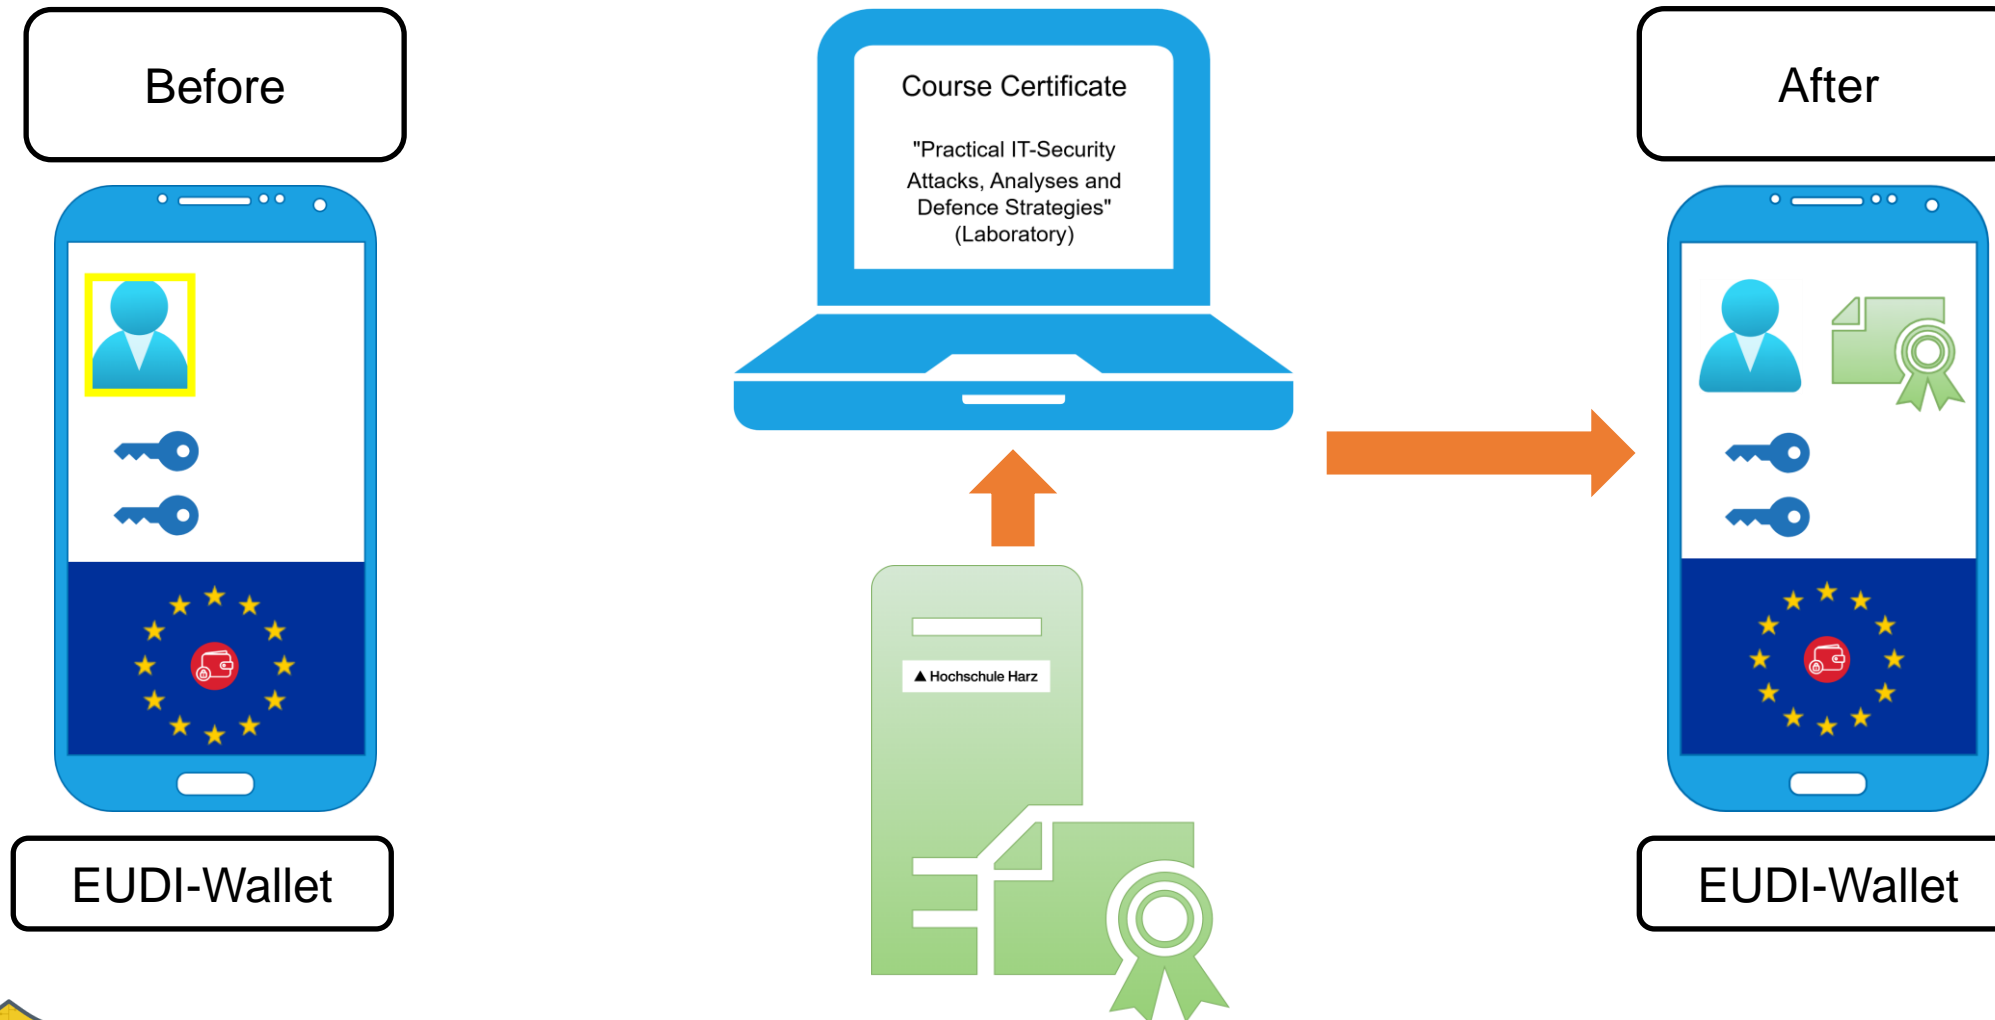 Before
Course Certificate
"Practical IT-Security
Attacks, Analyses and
Defence Strategies"
(Laboratory)
After
Hochschule Harz
EUDI-Wallet
EUDI-Wallet